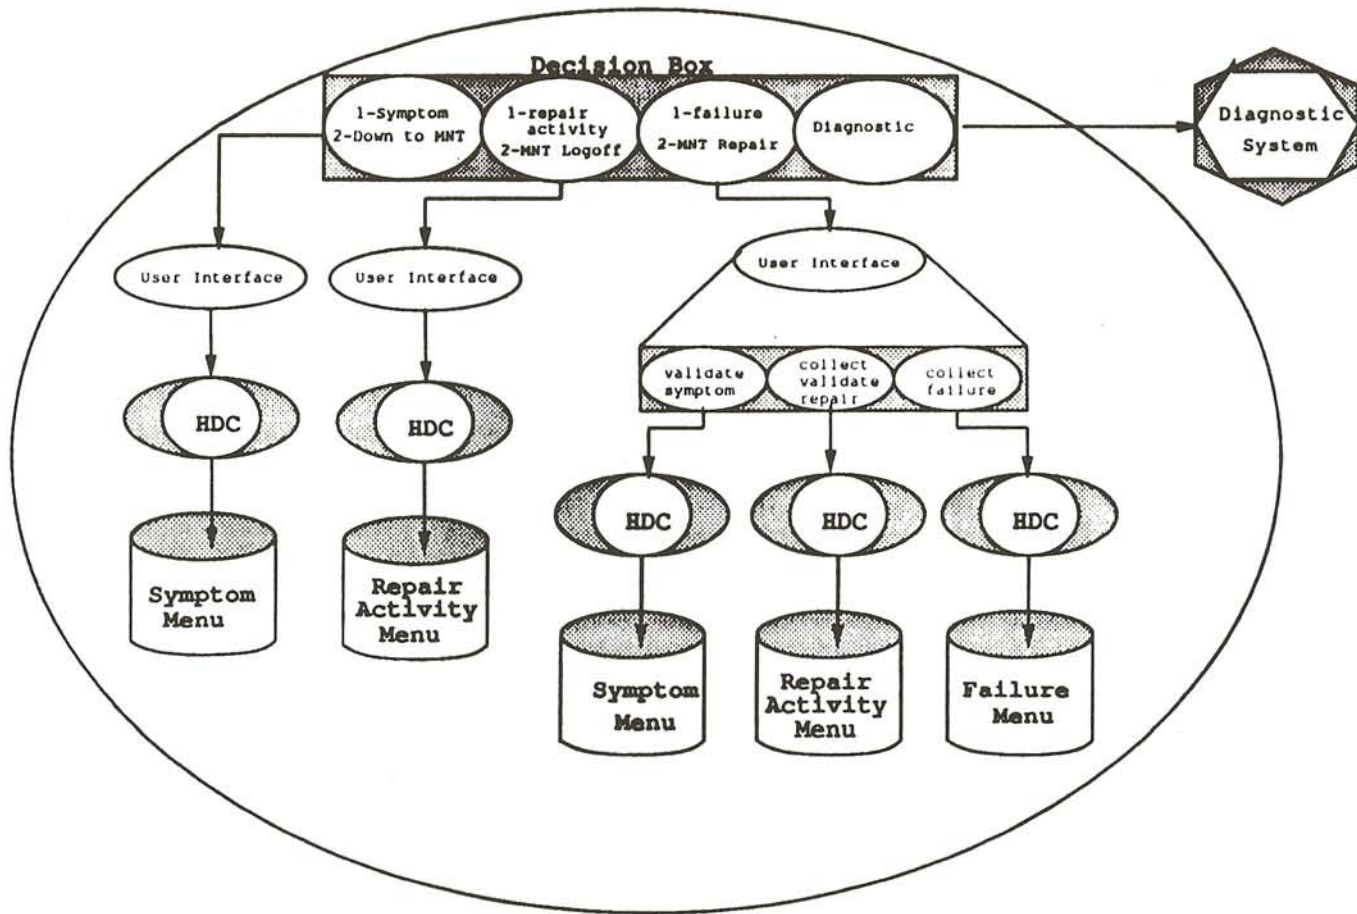 Decision Box
1-Symptom
2-Down to MNT
1-repair
activity
2-MNT Logoff
1-failure
2-MNT Repair
Diagnostic
Diagnostic
System
User Interface
User Interface
User Interface
validate
symptom
collect
validate
repair
collect
failure
HDC
HDC
HDC
HDC
HDC
Symptom
Menu
Repair
Activity
Menu
Symptom
Menu
Repair
Activity
Menu
Failure
Menu